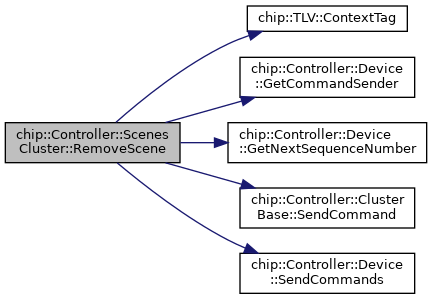 chip::TLV::ContextTag
chip::Controller::Device
::GetCommandSender
chip::Controller::Scenes
Cluster::RemoveScene
chip::Controller::Device
::GetNextSequenceNumber
chip::Controller::Cluster
Base::SendCommand
chip::Controller::Device
::SendCommands